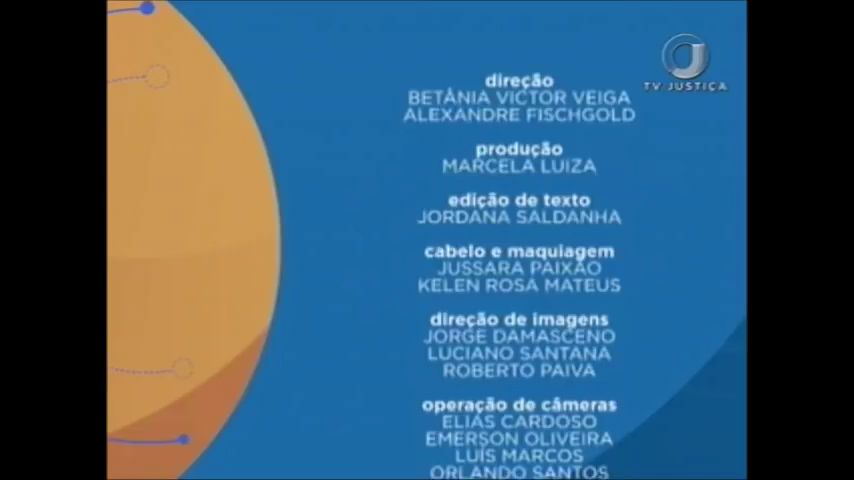 TV JUSTIÇA
direção
BETÂNIA VICTOR VEIGA
ALEXANDRE FISCHGOLD
produção
MARCELA LUIZA
edição de texto
JORDANA SALDANHA
cabelo e maquiagem
JUSSARA PAIXÃO
KELEN ROSA MATEUS
direção de imagens
JORGE DAMASCENO
LUCIANO SANTANA
ROBERTO PAIVA
operação de câmeras
ELIAS CARDOSO
EMERSON OLIVEIRA
LUÍS MARCOS
ORLANDO SANTOS